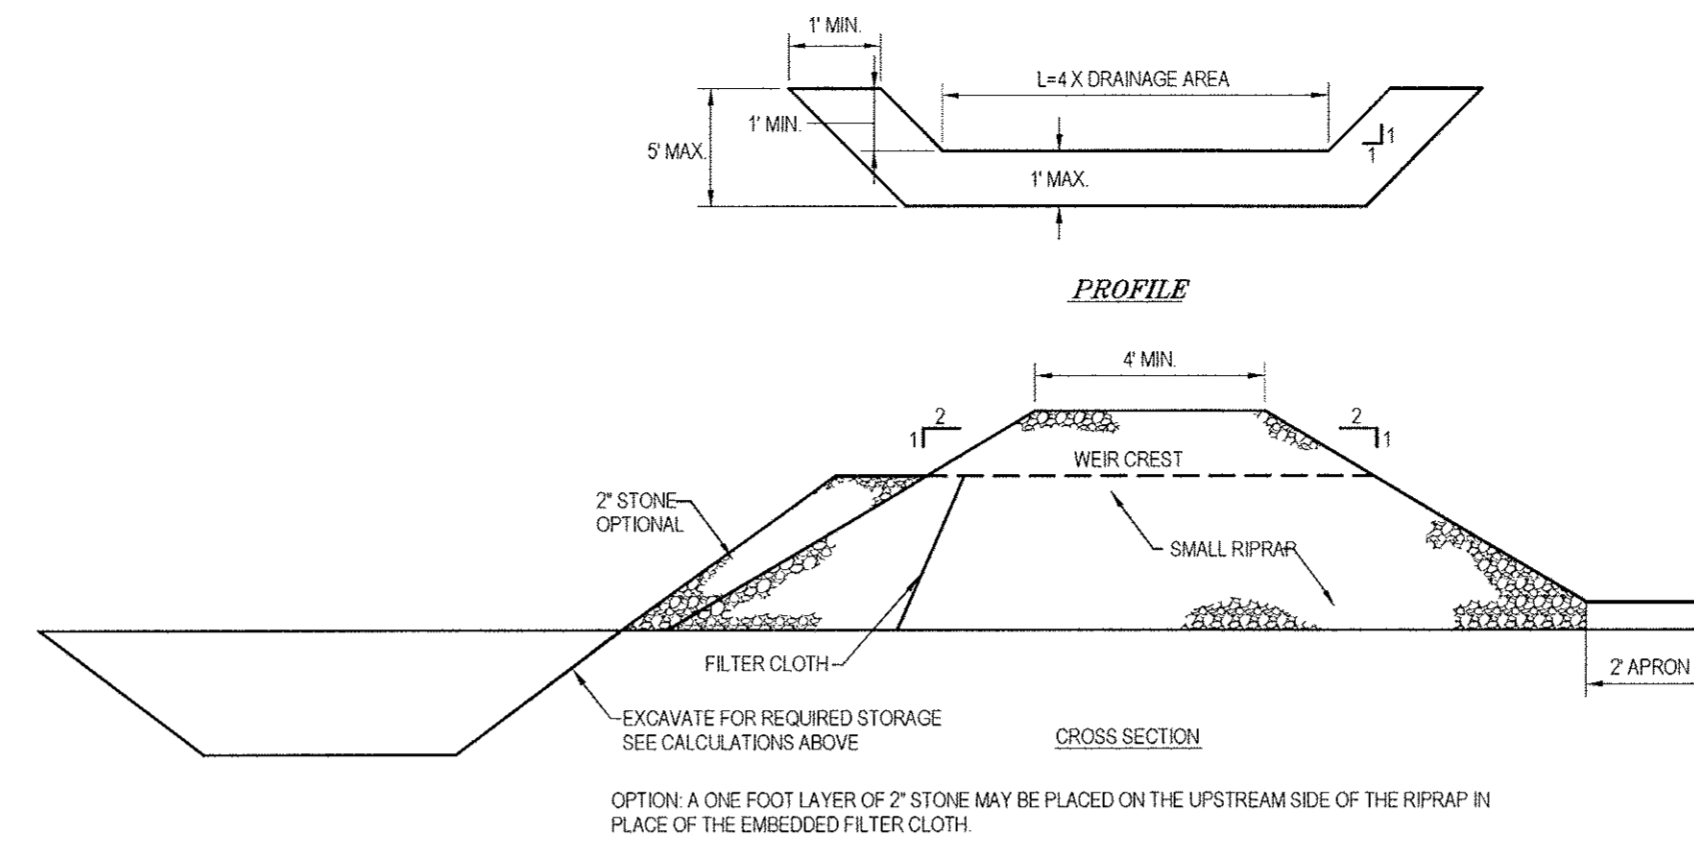 1' MIN.
L=4 X DRAINAGE AREA
1' MIN.
5' MAX.
1
1
1' MAX.
PROFILE
4' MIN.
2
1
2
1
WEIR CREST
2" STONE
OPTIONAL
SMALL RIPRAP
FILTER CLOTH
2' APRON
EXCAVATE FOR REQUIRED STORAGE
SEE CALCULATIONS ABOVE
CROSS SECTION
OPTION: A ONE FOOT LAYER OF 2" STONE MAY BE PLACED ON THE UPSTREAM SIDE OF THE RIPRAP IN
PLACE OF THE EMBEDDED FILTER CLOTH.